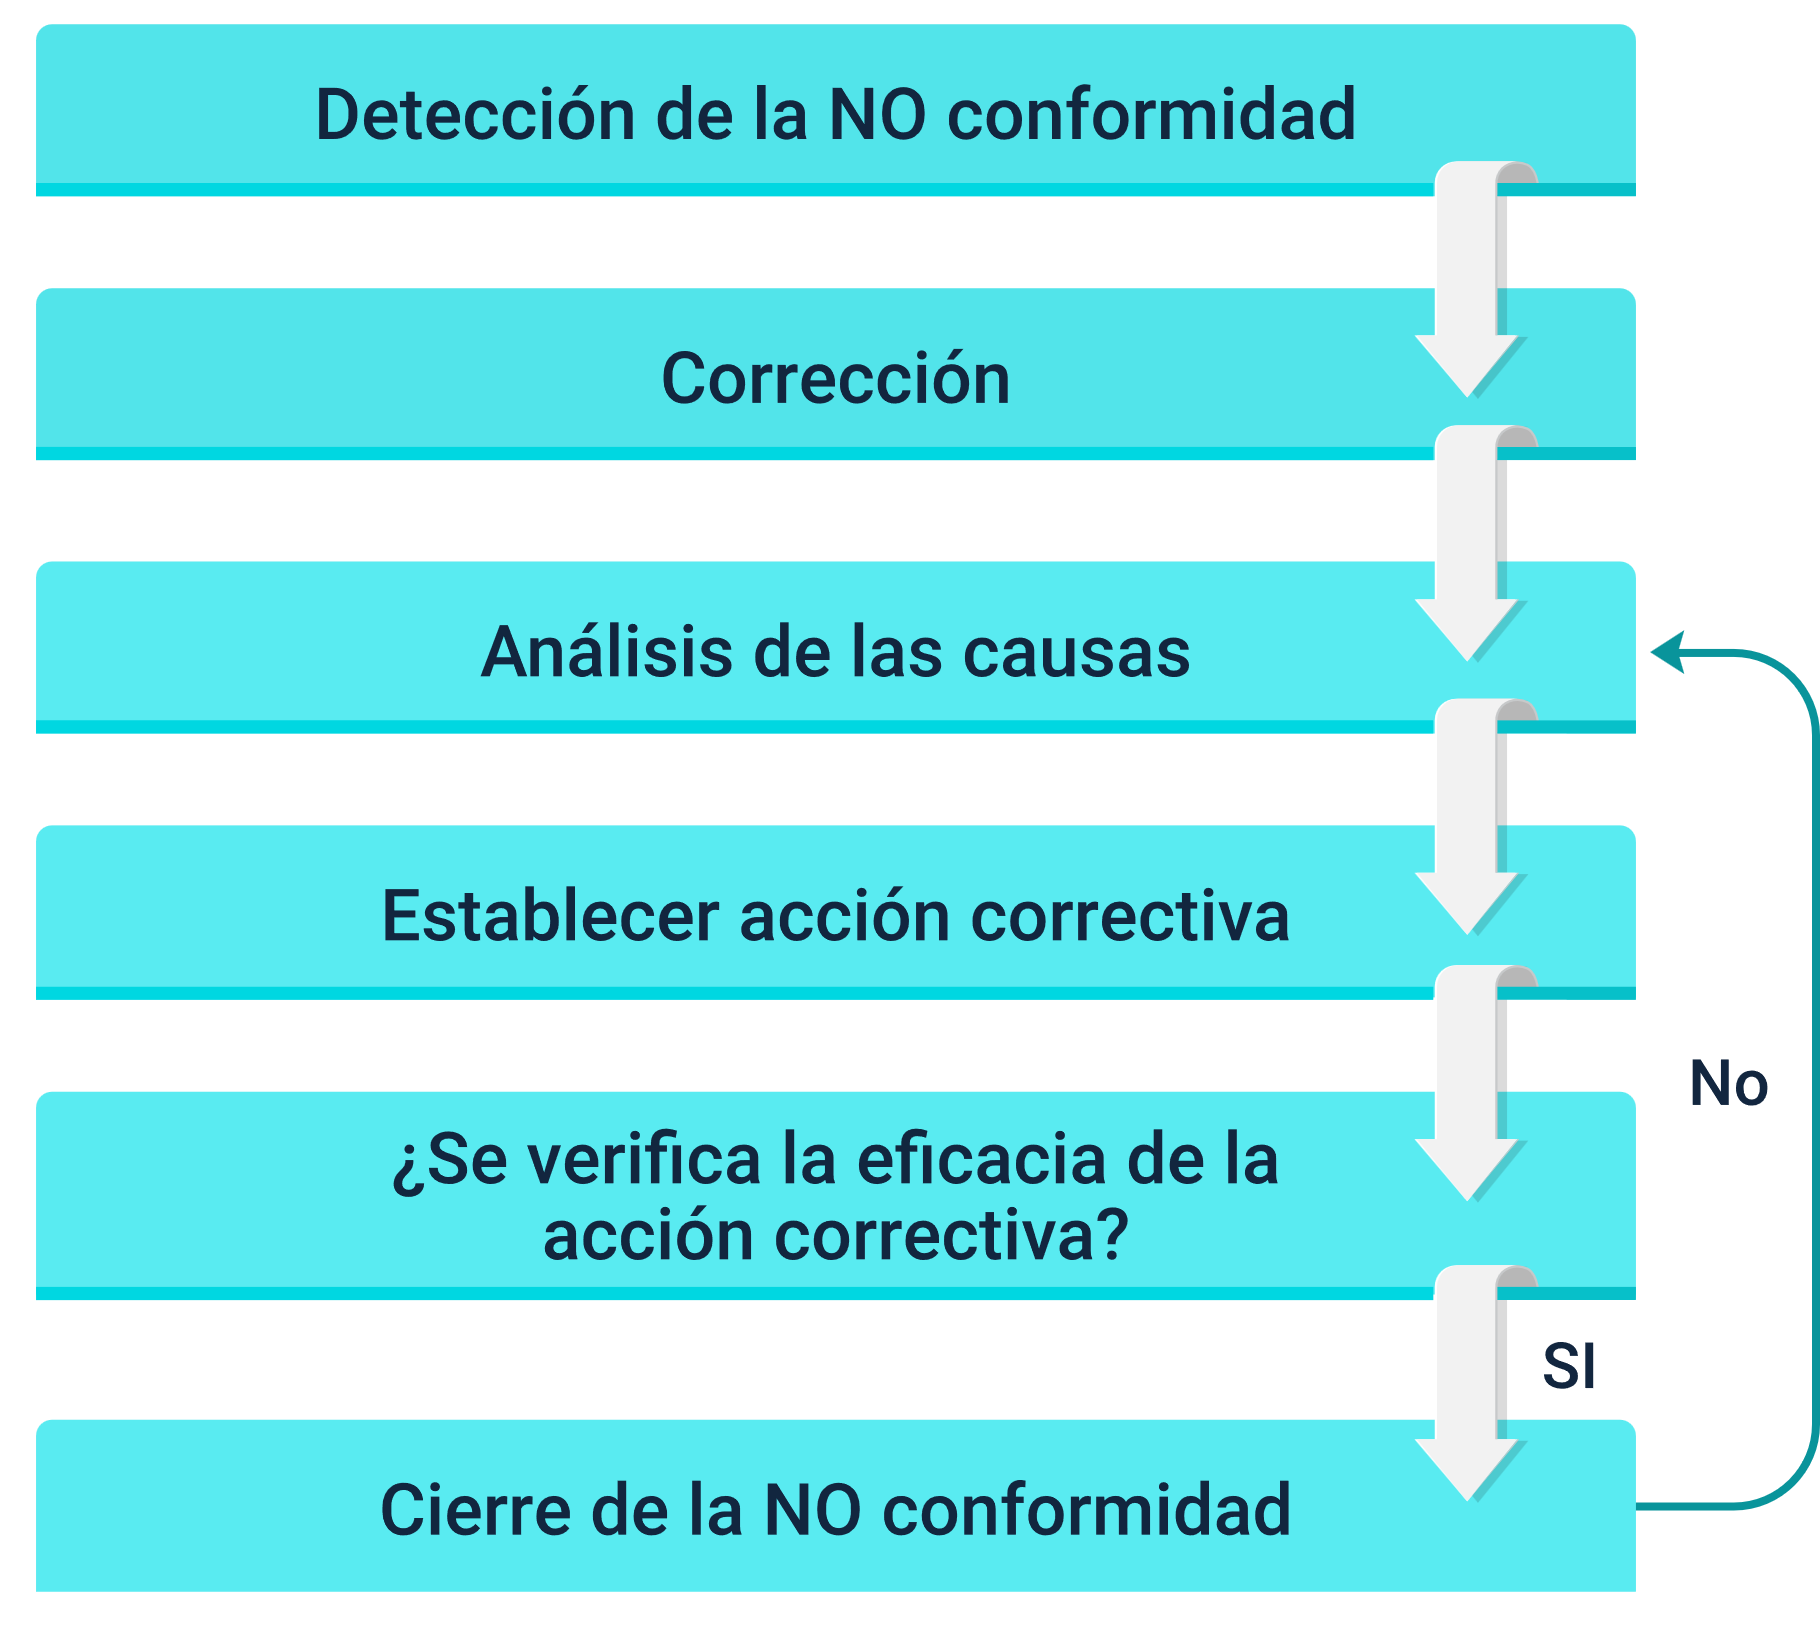 Detección de la NO conformidad
Corrección
Análisis de las causas
Establecer acción correctiva
No
¿Se verifica la eficacia de la
acción correctiva?
SI
Cierre de la NO conformidad